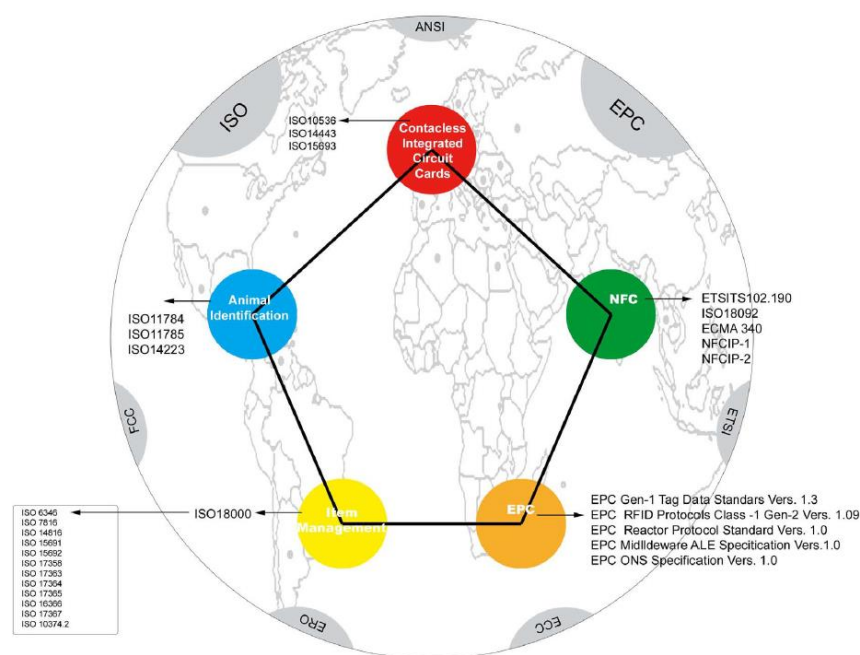 ANSI
ISO
EPC
ISO10536
ISO14443
ISO15693
Contacless
Integrated
Circuit
Cards
Animal
Identification
ISO11784
ISO11785
ISO14223
NFC
ETSITS102.190
ISO18092
ECMA 340
NFCIP-1
NFCIP-2
FCC
ETSI
ISO 6346
ISO 7816
ISO 14816
ISO 15691
ISO 15692
ISO 17358
ISO 17363
ISO 17364
ISO 17365
ISO 16366
ISO 17367
ISO 10374.2
ISO18000
Item
Management
EPC
EPC Gen-1 Tag Data Standars Vers. 1.3
EPC RFID Protocols Class -1 Gen-2 Vers. 1.09
EPC Reactor Protocol Standard Vers. 1.0
EPC Midlldeware ALE Specitication Vers.1.0
EPC ONS Specification Vers. 1.0
ERO
ECC